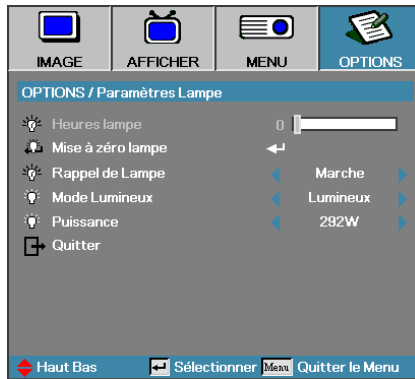 IMAGE AFFICHER MENU OPTIONS
OPTIONS / Paramètres Lampe
Heures lampe 0
Mise à zéro lampe
Rappel de Lampe Marche
Mode Lumineux Lumineux
Puissance 292W
Quitter
Haut Bas Sélectionner Menu Quitter le Menu